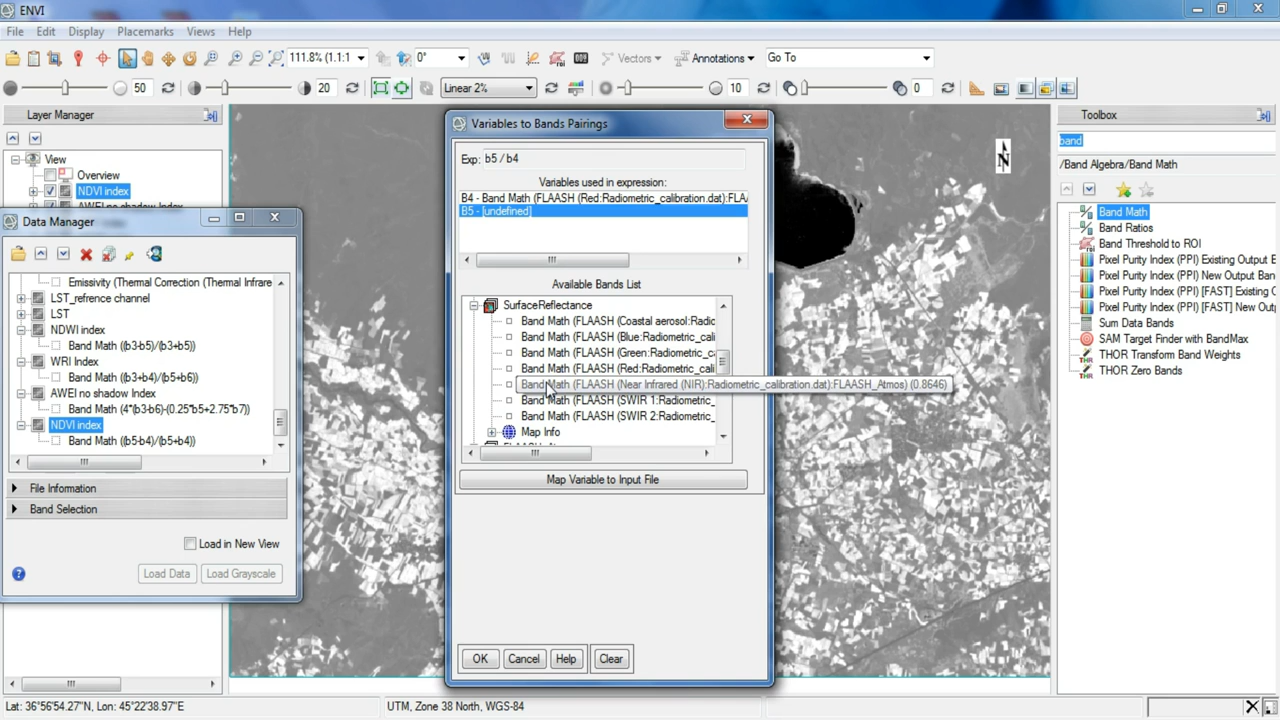 ENVI
File Edit Display Placemarks Views Help
111.8% (1:1:1 0° Vectors Annotations Go To
50 20 Linear 2% 10 0
Layer Manager
View
Overview
NDVI index
Data Manager
Emissivity (Thermal Correction (Thermal Infrare
LST_refrence channel
LST
NDWI index
Band Math ((b3-b5)/(b3+b5))
WRI Index
Band Math ((b3+b4)/(b5+b6))
AWEI no shadow Index
Band Math (4*(b3-b6)-(0.25*b5+2.75*b7))
NDVI index
Band Math ((b5-b4)/(b5+b4))
File Information
Band Selection
Load in New View
Load Data Load Grayscale
Variables to Bands Pairings
Exp: b5 / b4
Variables used in expression:
B4 - Band Math (FLAASH (Red:Radiometric_calibration.dat):FLAA
B5 - [undefined]
Available Bands List
SurfaceReflectance
Band Math (FLAASH (Coastal aerosol:Radic
Band Math (FLAASH (Blue:Radiometric_cali
Band Math (FLAASH (Green:Radiometric_ca
Band Math (FLAASH (Red:Radiometric_cali
Band Math (FLAASH (Near Infrared (NIR):Radiometric_calibration.dat):FLAASH_Atmos) (0.8646)
Band Math (FLAASH (SWIR 1:Radiometric_
Band Math (FLAASH (SWIR 2:Radiometric_
Map Info
Map Variable to Input File
OK Cancel Help Clear
Toolbox
band
/Band Algebra/Band Math
Band Math
Band Ratios
Band Threshold to ROI
Pixel Purity Index (PPI) Existing Output B
Pixel Purity Index (PPI) New Output Ban
Pixel Purity Index (PPI) [FAST] Existing O
Pixel Purity Index (PPI) [FAST] New Outp
Sum Data Bands
SAM Target Finder with BandMax
THOR Transform Band Weights
THOR Zero Bands
Lat: 36°56'54.27"N, Lon: 45°22'38.97"E UTM, Zone 38 North, WGS-84